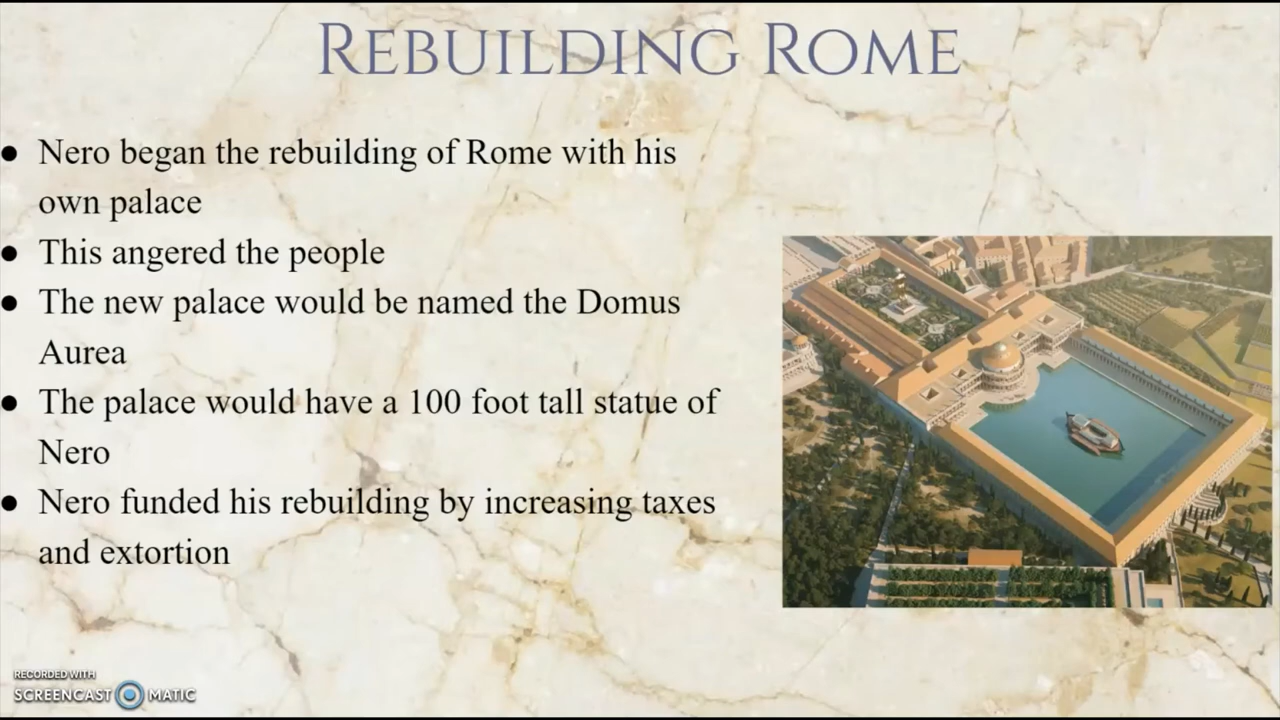 REBUILDING ROME
● Nero began the rebuilding of Rome with his
own palace
● This angered the people
● The new palace would be named the Domus
Aurea
● The palace would have a 100 foot tall statue of
Nero
● Nero funded his rebuilding by increasing taxes
and extortion
RECORDED WITH
SCREENCAST MATIC